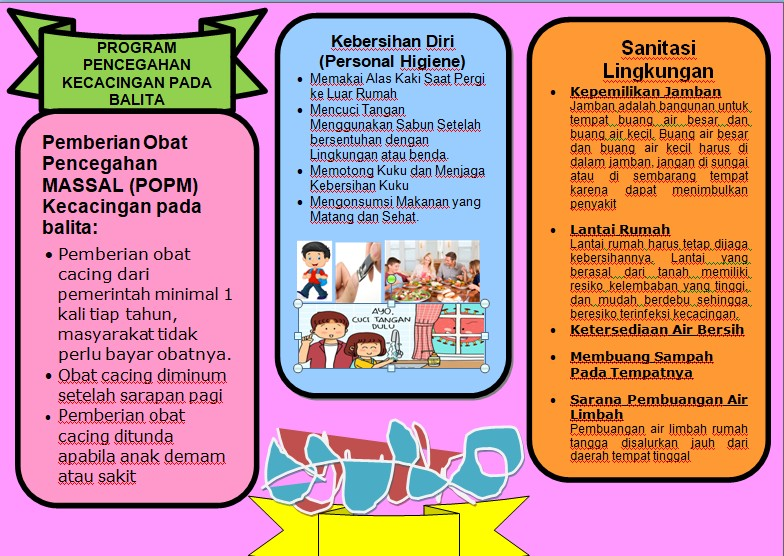 PROGRAM
PENCEGAHAN
KECACINGAN PADA
BALITA
Pemberian Obat
Pencegahan
MASSAL (POPM)
Kecacingan pada
balita:
• Pemberian obat
cacing dari
pemerintah minimal 1
kali tiap tahun,
masyarakat tidak
perlu bayar obatnya.
• Obat cacing diminum
setelah sarapan pagi
• Pemberian obat
cacing ditunda
apabila anak demam
atau sakit
Kebersihan Diri
(Personal Higiene)
• Memakai Alas Kaki Saat Pergi
ke Luar Rumah
• Mencuci Tangan
Menggunakan Sabun Setelah
bersentuhan dengan
Lingkungan atau benda.
• Memotong Kuku dan Menjaga
Kebersihan Kuku
• Mengonsumsi Makanan yang
Matang dan Sehat.
AYO,
CUCI TANGAN
DULU
Sanitasi
Lingkungan
• Kepemilikan Jamban
Jamban adalah bangunan untuk
tempat buang air besar dan
buang air kecil. Buang air besar
dan buang air kecil harus di
dalam jamban, jangan di sungai
atau di sembarang tempat
karena dapat menimbulkan
penyakit
• Lantai Rumah
Lantai rumah harus tetap dijaga
kebersihannya. Lantai yang
berasal dari tanah memiliki
resiko kelembaban yang tinggi,
dan mudah berdebu sehingga
beresiko terinfeksi kecacingan.
• Ketersediaan Air Bersih
• Membuang Sampah
Pada Tempatnya
• Sarana Pembuangan Air
Limbah
Pembuangan air limbah rumah
tangga disalurkan jauh dari
daerah tempat tinggal